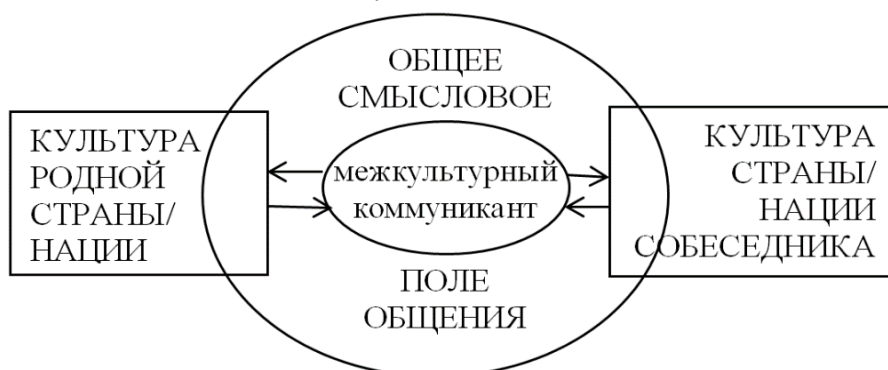 ОБЩЕЕ
СМЫСЛОВОЕ
КУЛЬТУРА
РОДНОЙ
СТРАНЫ/
НАЦИИ
межкультурный
коммуникант
КУЛЬТУРА
СТРАНЫ/
НАЦИИ
СОБЕСЕДНИКА
ПОЛЕ
ОБЩЕНИЯ